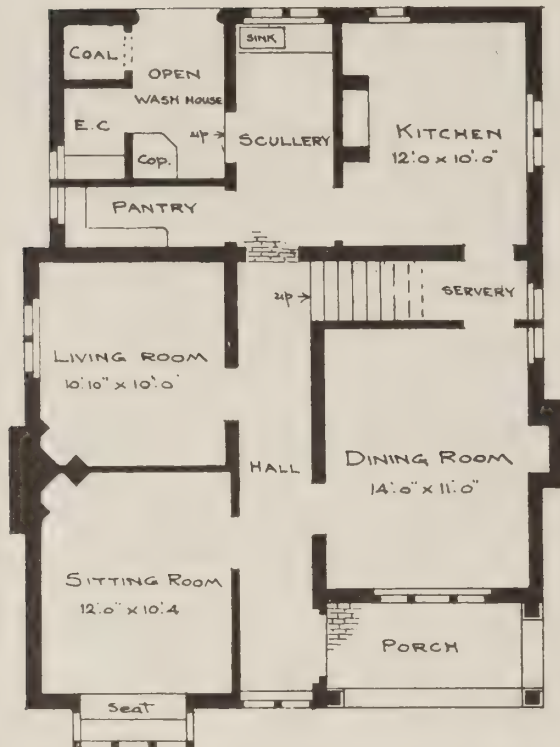 SINK
COAL
OPEN
WASH HOUSE
E.C
up
SCULLERY
KITCHEN
12'.0 x 10'.0"
Cop.
PANTRY
up
SERVERY
LIVING ROOM
10'.10" x 10'.0"
HALL
DINING ROOM
14'.0" x 11'.0"
SITTING ROOM
12'.0" x 10'.4
PORCH
Seat